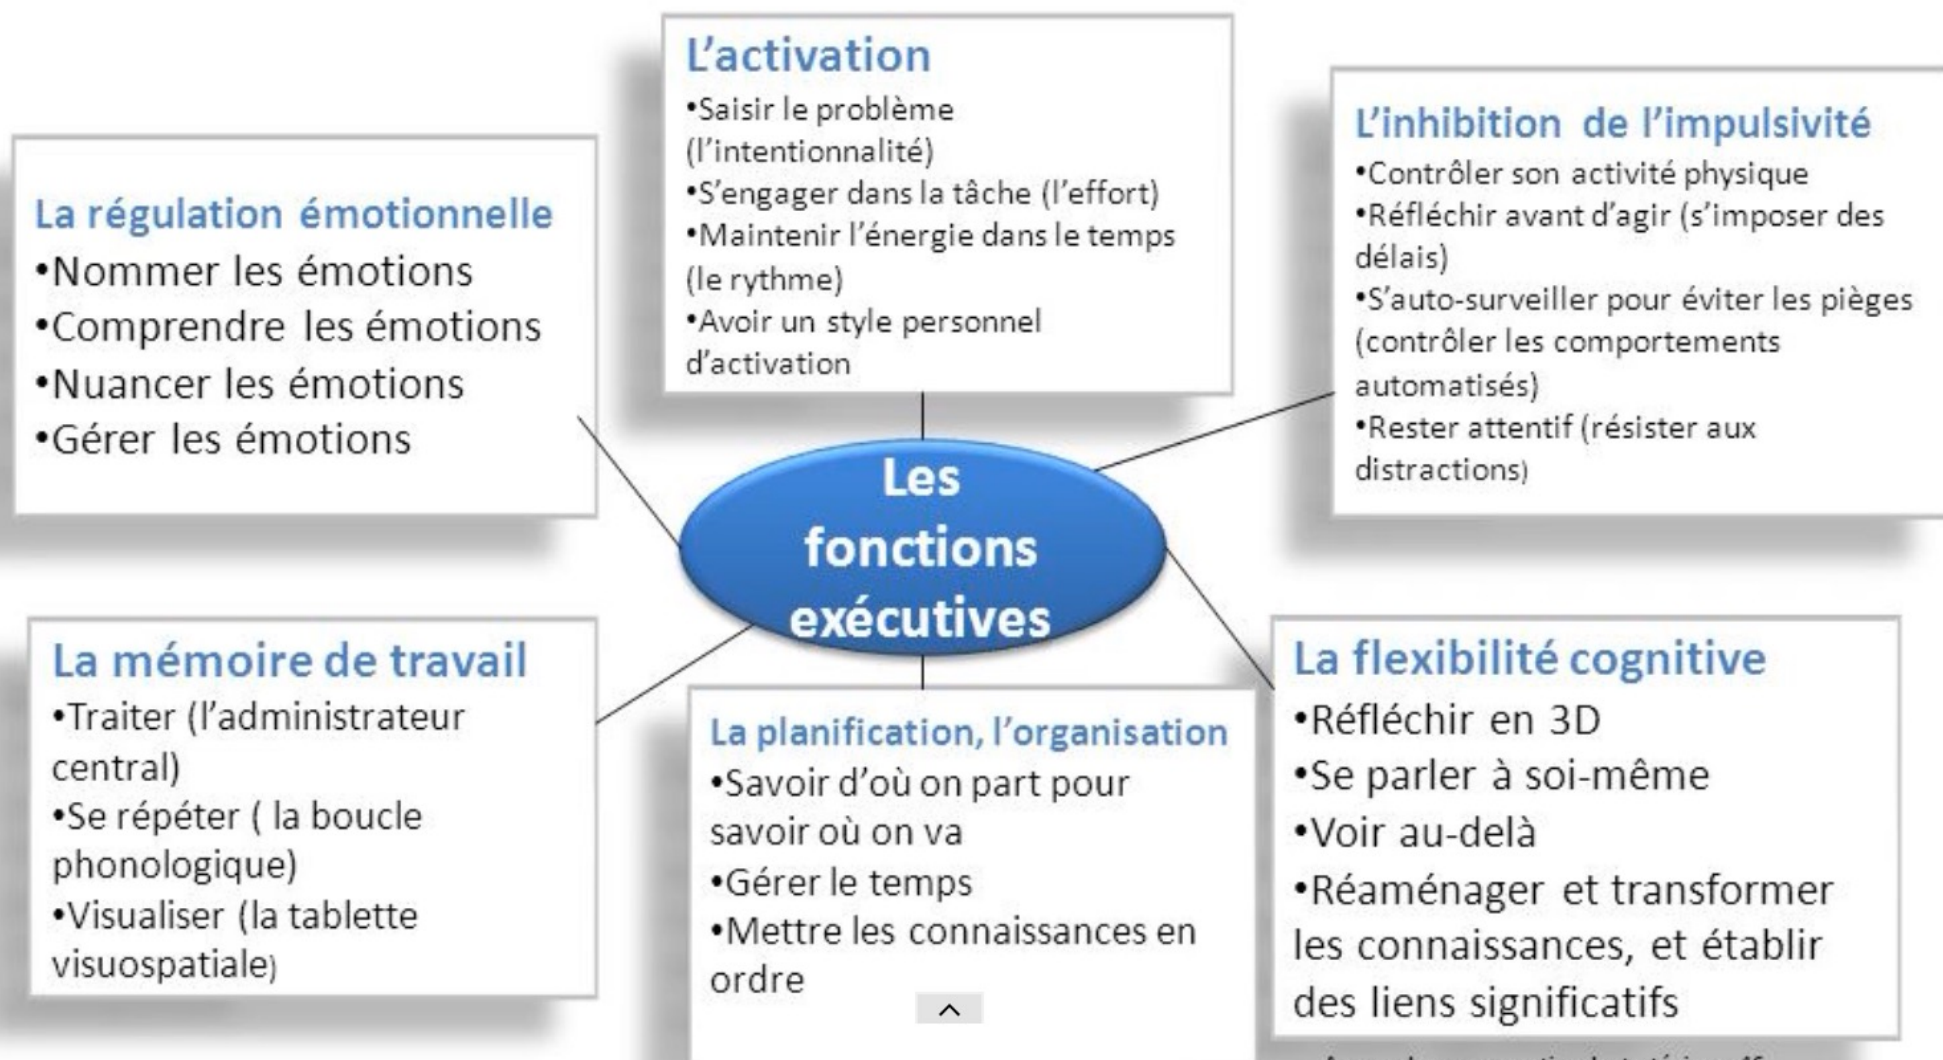 L'activation
•Saisir le problème
(l'intentionnalité)
•S'engager dans la tâche (l'effort)
•Maintenir l'énergie dans le temps
(le rythme)
•Avoir un style personnel
d'activation
L'inhibition de l'impulsivité
•Contrôler son activité physique
•Réfléchir avant d'agir (s'imposer des
délais)
•S'auto-surveiller pour éviter les pièges
(contrôler les comportements
automatisés)
•Rester attentif (résister aux
distractions)
La régulation émotionnelle
•Nommer les émotions
•Comprendre les émotions
•Nuancer les émotions
•Gérer les émotions
Les
fonctions
exécutives
La mémoire de travail
•Traiter (l'administrateur
central)
•Se répéter ( la boucle
phonologique)
•Visualiser (la tablette
visuospatiale)
La planification, l'organisation
•Savoir d'où on part pour
savoir où on va
•Gérer le temps
•Mettre les connaissances en
ordre
La flexibilité cognitive
•Réfléchir en 3D
•Se parler à soi-même
•Voir au-delà
•Réaménager et transformer
les connaissances, et établir
des liens significatifs